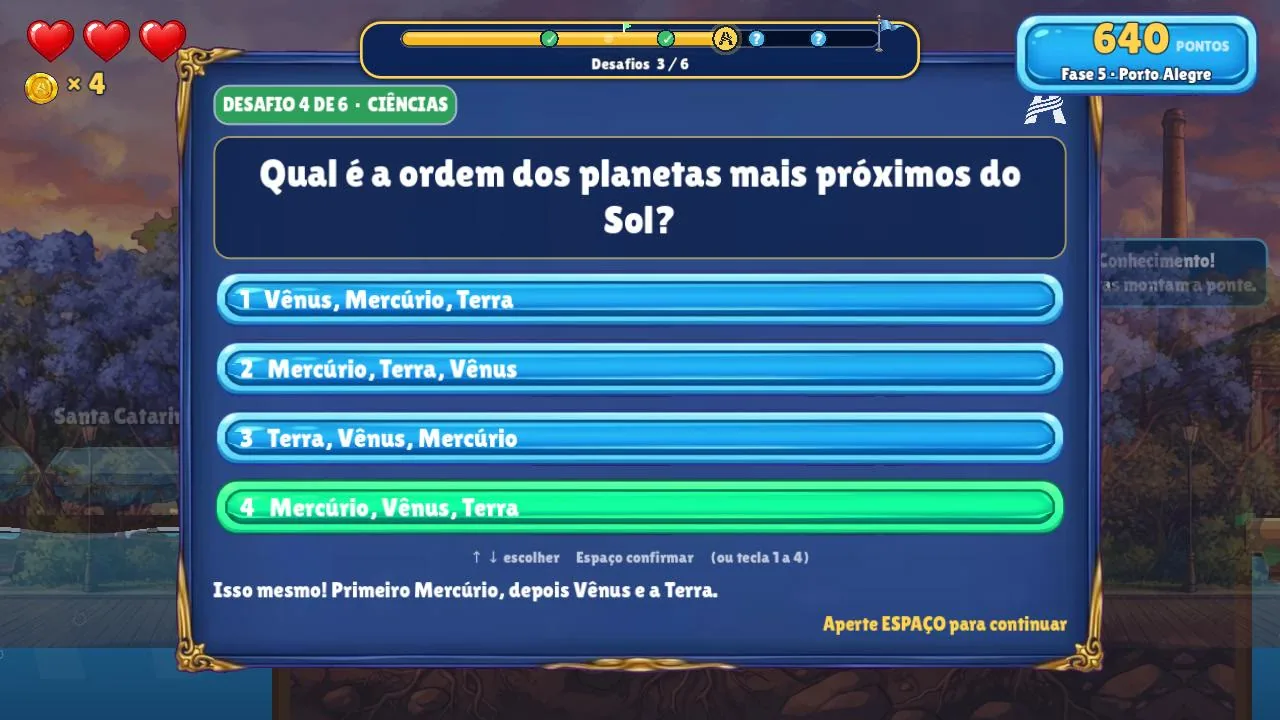 × 4
Desafios 3 / 6
640 PONTOS
Fase 5 · Porto Alegre
DESAFIO 4 DE 6 · CIÊNCIAS
Qual é a ordem dos planetas mais próximos do
Sol?
Conhecimento!
as montam a ponte.
1 Vênus, Mercúrio, Terra
2 Mercúrio, Terra, Vênus
3 Terra, Vênus, Mercúrio
Santa Catari
4 Mercúrio, Vênus, Terra
↑ ↓ escolher Espaço confirmar (ou tecla 1 a 4)
Isso mesmo! Primeiro Mercúrio, depois Vênus e a Terra.
Aperte ESPAÇO para continuar